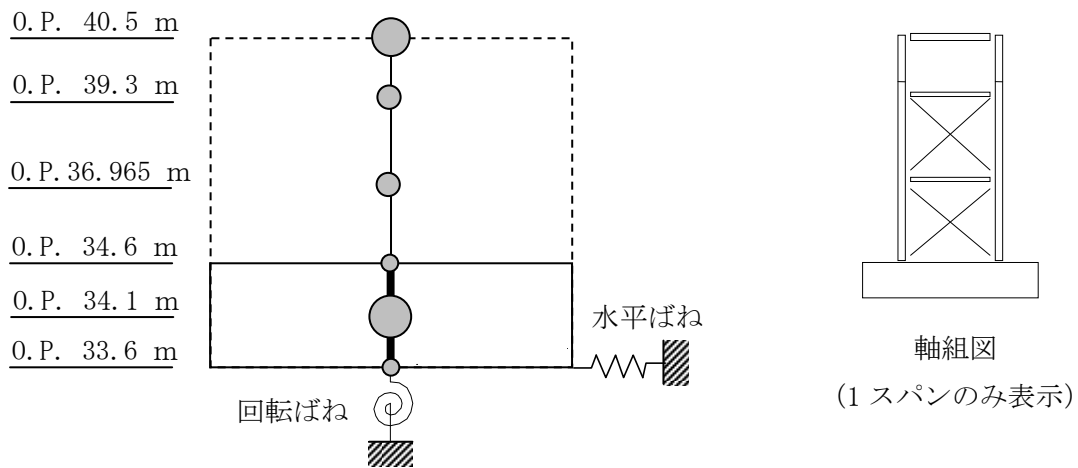 O.P. 40.5 m
O.P. 39.3 m
O.P.36.965 m
O.P. 34.6 m
O.P. 34.1 m
O.P. 33.6 m
水平ばね
回転ばね
軸組図
(1 スパンのみ表示)